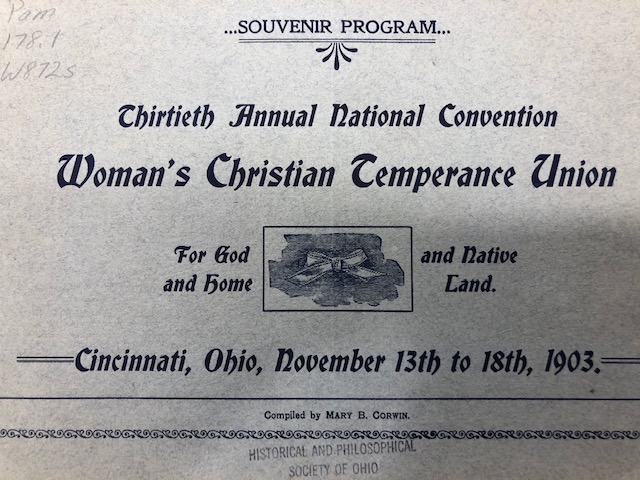 Pam
178.1
W872s
...SOUVENIR PROGRAM...
Thirtieth Annual National Convention
Woman's Christian Temperance Union
For God
and Home
and Native
Land.
Cincinnati, Ohio, November 13th to 18th, 1903.
Compiled by MARY B. CORWIN.
HISTORICAL AND PHILOSOPHICAL
SOCIETY OF OHIO